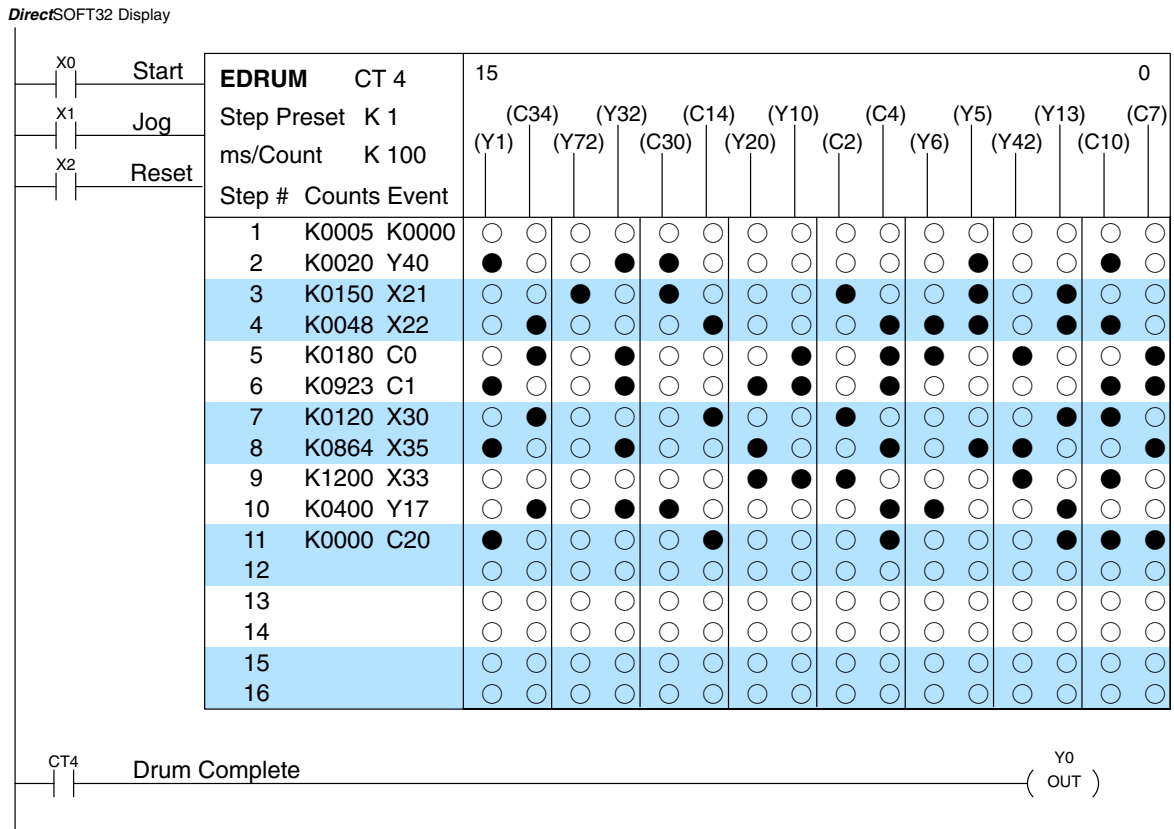 DirectSOFT32 Display
X0 Start
X1 Jog
X2 Reset
EDRUM CT 4
Step Preset K 1
ms/Count K 100
Step # Counts Event
15 0
(C34) (Y32) (C14) (Y10) (C4) (Y5) (Y13) (C7)
(Y1) (Y72) (C30) (Y20) (C2) (Y6) (Y42) (C10)
1 K0005 K0000
2 K0020 Y40
3 K0150 X21
4 K0048 X22
5 K0180 C0
6 K0923 C1
7 K0120 X30
8 K0864 X35
9 K1200 X33
10 K0400 Y17
11 K0000 C20
12
13
14
15
16
CT4 Drum Complete Y0
OUT